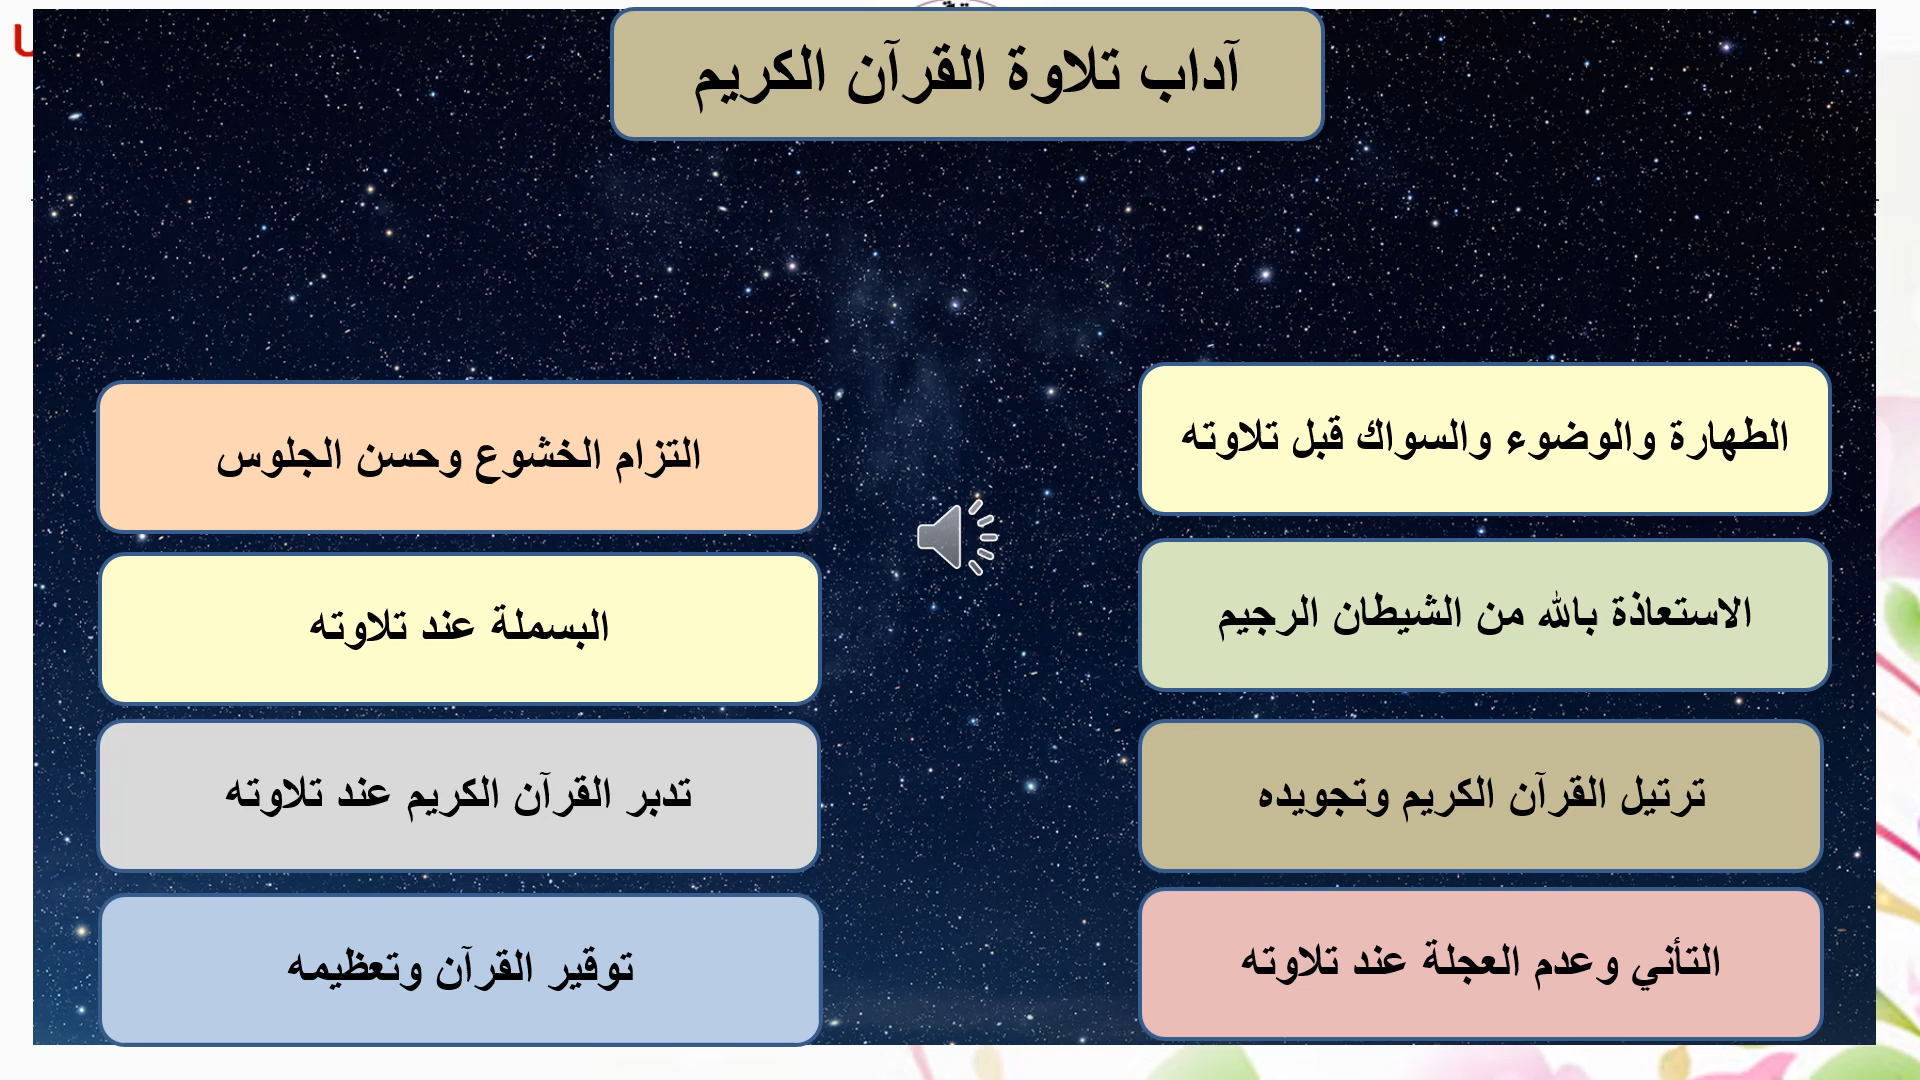 آداب تلاوة القرآن الكريم
الطهارة والوضوء والسواك قبل تلاوته
التزام الخشوع وحسن الجلوس
الاستعاذة بالله من الشيطان الرجيم
البسملة عند تلاوته
ترتيل القرآن الكريم وتجويده
تدبر القرآن الكريم عند تلاوته
التأني وعدم العجلة عند تلاوته
توقير القرآن وتعظيمه